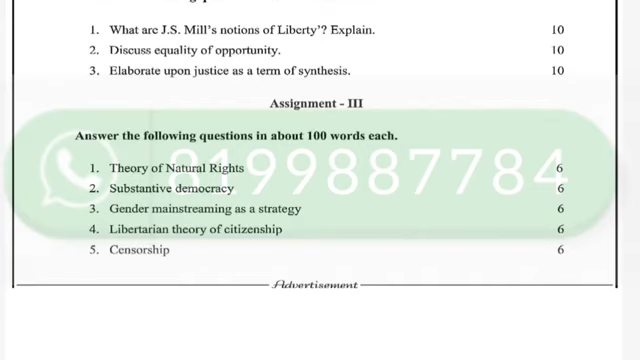 1. What are J.S. Mill's notions of Liberty'? Explain. 10
2. Discuss equality of opportunity. 10
3. Elaborate upon justice as a term of synthesis. 10
Assignment - III
Answer the following questions in about 100 words each.
8199887784
1. Theory of Natural Rights 6
2. Substantive democracy 6
3. Gender mainstreaming as a strategy 6
4. Libertarian theory of citizenship 6
5. Censorship 6
Advertisement